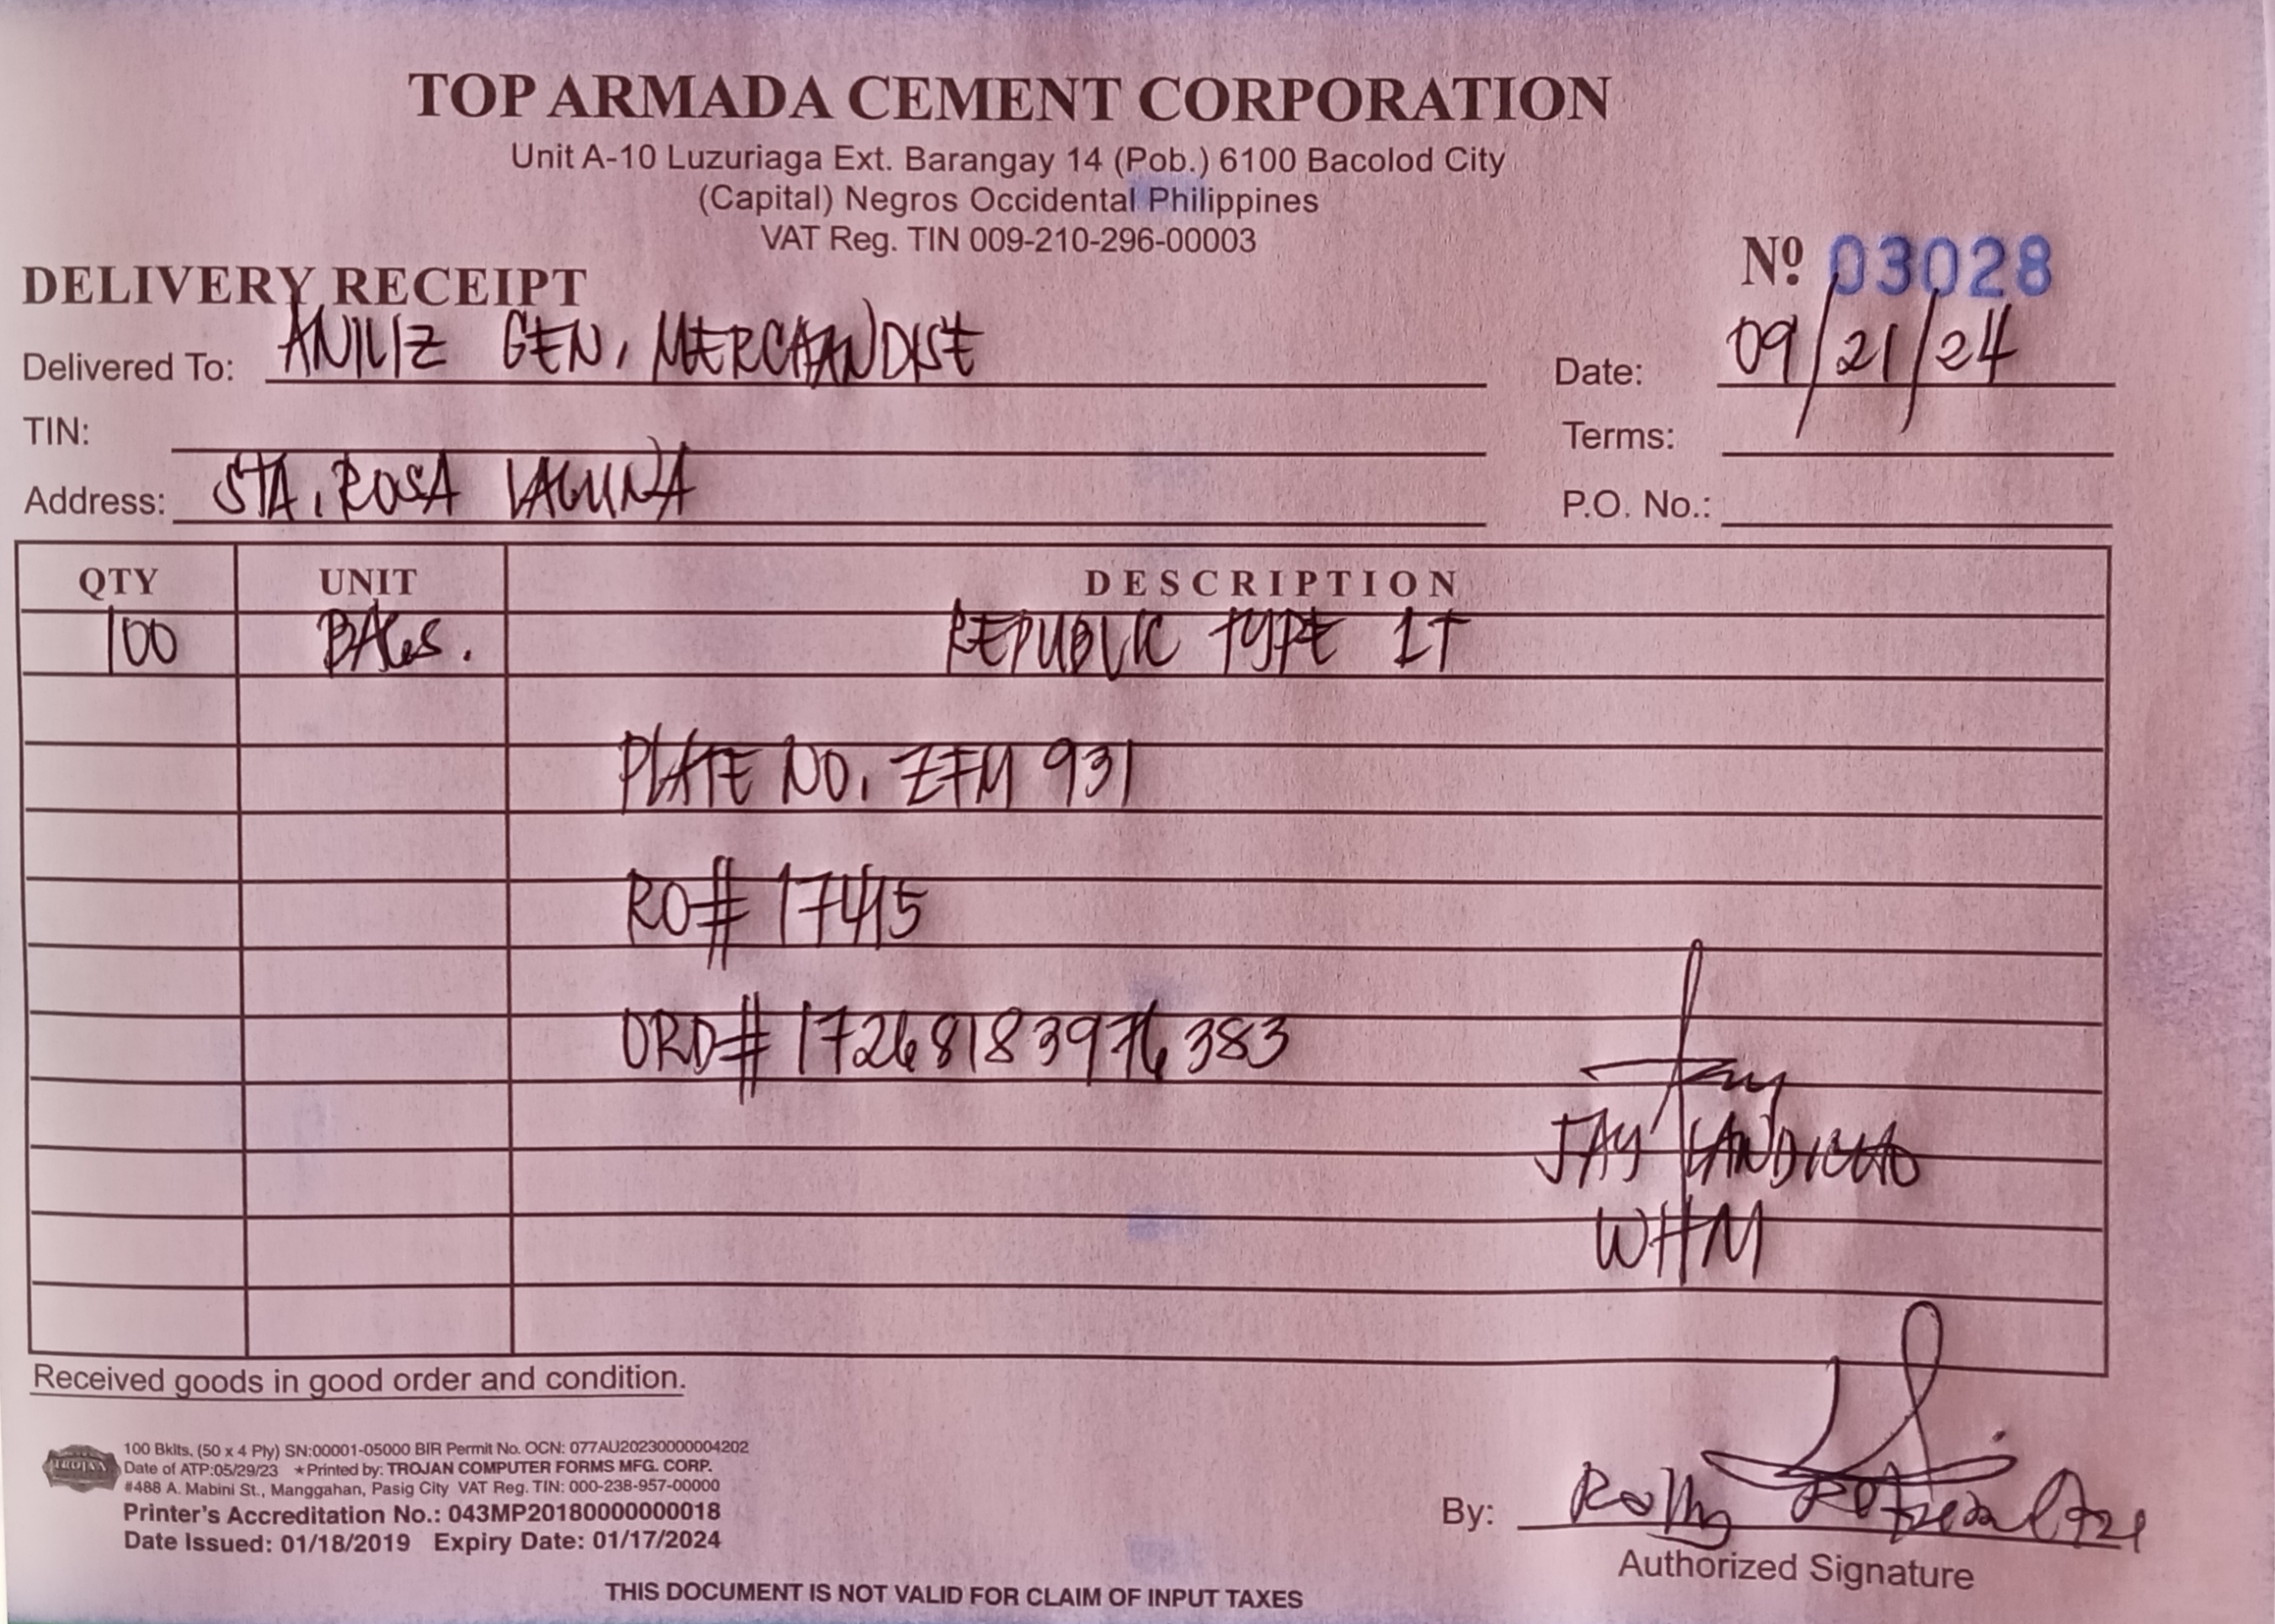 TOP ARMADA CEMENT CORPORATION
Unit A-10 Luzuriaga Ext. Barangay 14 (Pob.) 6100 Bacolod City
(Capital) Negros Occidental Philippines
VAT Reg. TIN 009-210-296-00003
Nº 03028
DELIVERY RECEIPT
Delivered To: ANILIZ GEN. MERCHANDISE
Date: 09/21/24
TIN:
Terms:
Address: STA. ROSA LAGUNA
P.O. No.:
QTY UNIT DESCRIPTION
100 BAGS. REPUBLIC TYPE 1T
PLATE NO. ZFM 931
RO# 17415
ORD# 17268183976383
JAY LANDICHO
WHM
Received goods in good order and condition.
TROJAN
100 Bklts. (50 x 4 Ply) SN:00001-05000 BIR Permit No. OCN: 077AU20230000004202
Date of ATP:05/29/23 ★Printed by: TROJAN COMPUTER FORMS MFG. CORP.
#488 A. Mabini St., Manggahan, Pasig City VAT Reg. TIN: 000-238-957-00000
Printer's Accreditation No.: 043MP20180000000018
Date Issued: 01/18/2019 Expiry Date: 01/17/2024
By: Rolly
Authorized Signature
THIS DOCUMENT IS NOT VALID FOR CLAIM OF INPUT TAXES